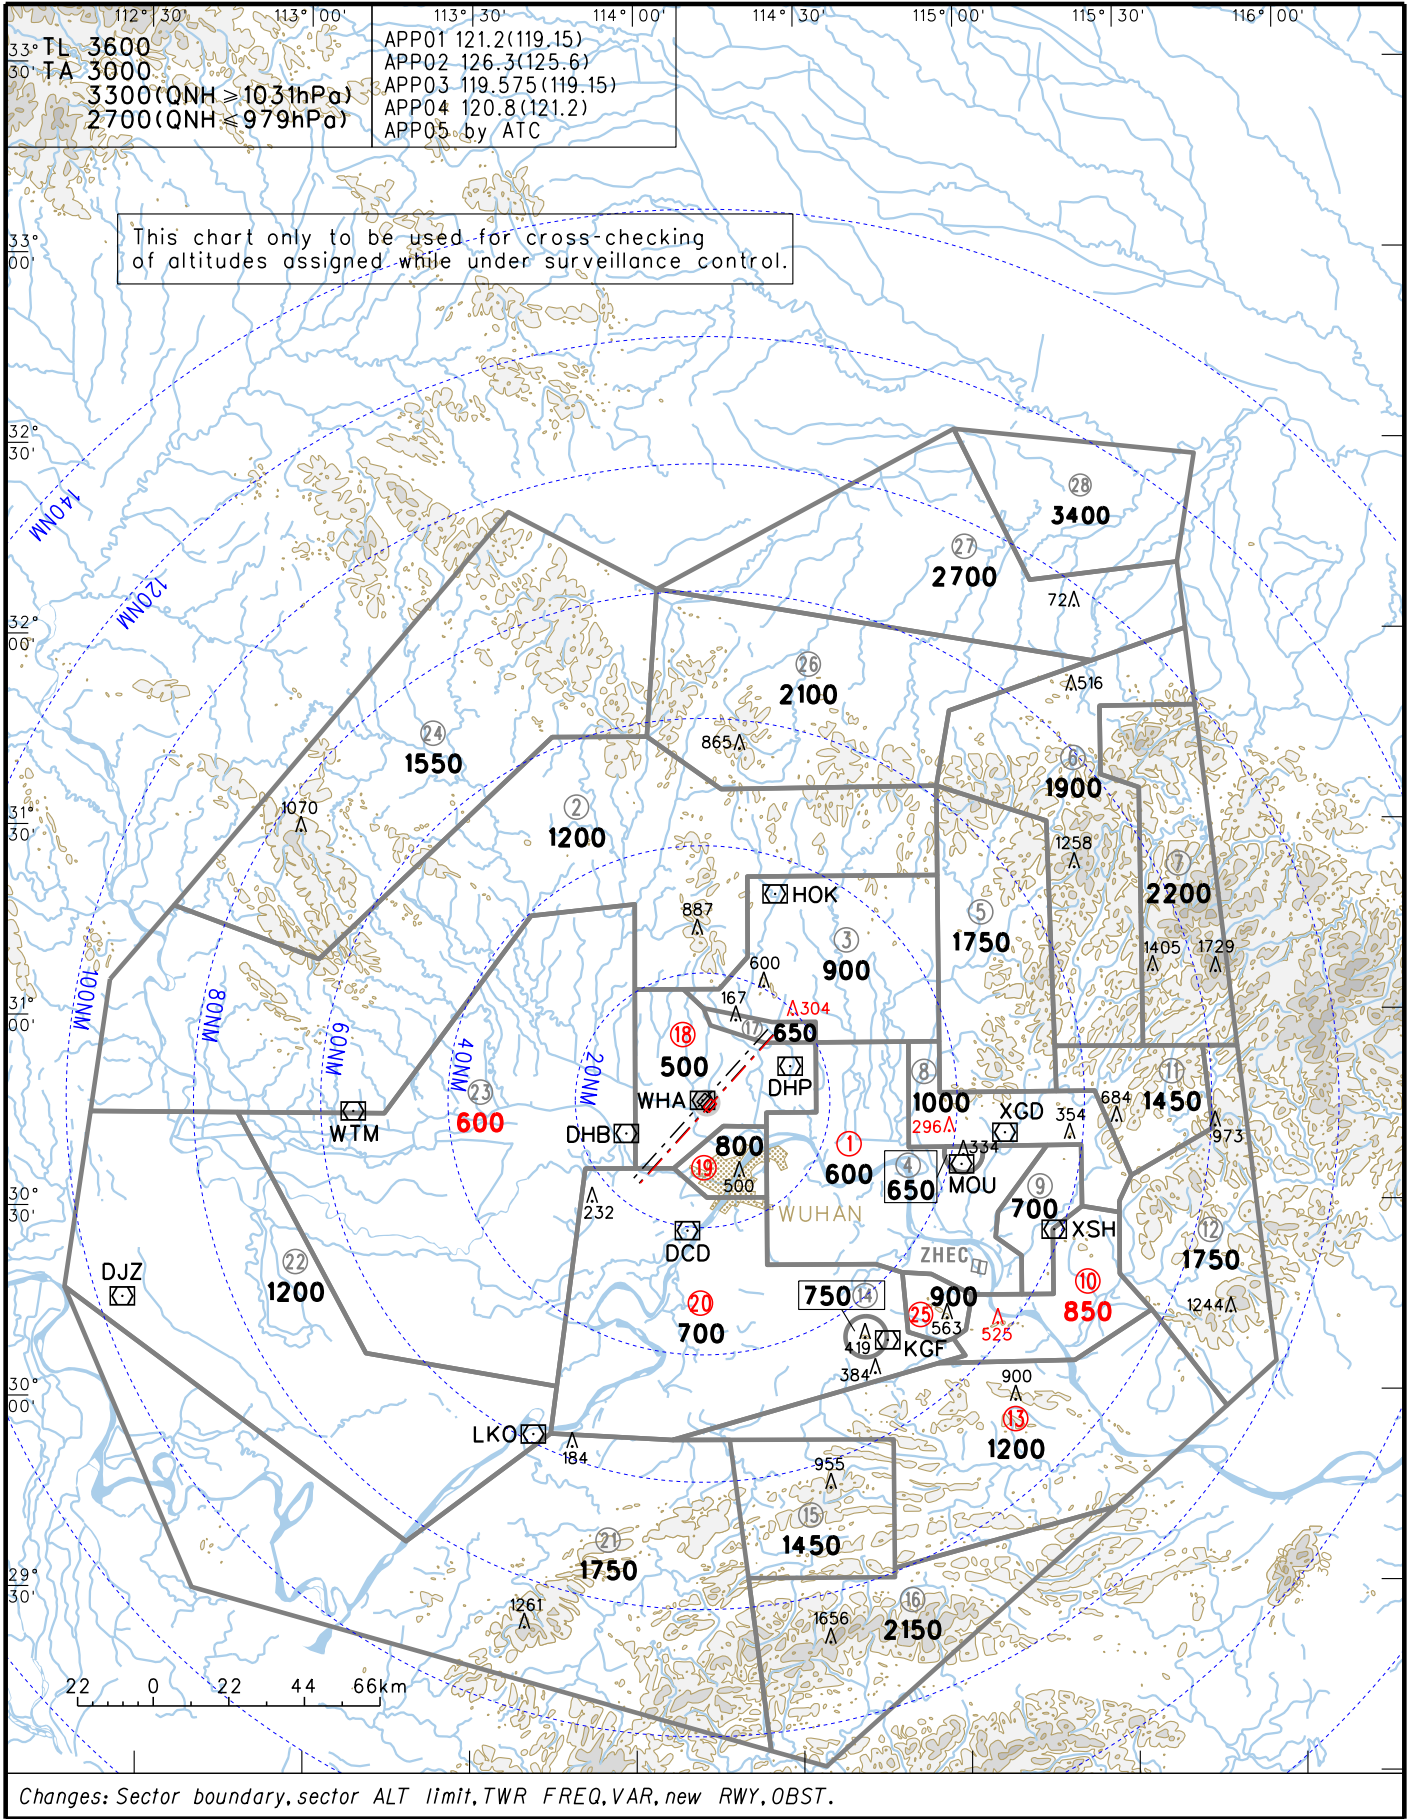 112°30' 113°00' 113°30' 114°00' 114°30' 115°00' 115°30' 116°00'
33°30'
TL 3600
TA 3000
3300(QNH ≥1031hPa)
2700(QNH ≤979hPa)
APP01 121.2(119.15)
APP02 126.3(125.6)
APP03 119.575(119.15)
APP04 120.8(121.2)
APP05 by ATC
33°00'
This chart only to be used for cross-checking
of altitudes assigned while under surveillance control.
32°30'
28
3400
140NM
27
2700
120NM
72
32°00'
26
2100
516
24
1550
865
6
1900
1070
2
1200
31°30'
1258
7
2200
HOK
887
5
1750
3
900
1405
1729
600
100NM
80NM
60NM
40NM
20NM
31°00'
167
304
18
500
17
650
8
1000
11
1450
DHP
WHA
23
600
XGD
354
684
973
WTM
DHB
296
334
800
19
500
1
600
4
650
MOU
9
700
30°30'
232
WUHAN
XSH
12
1750
DCD
ZHEC
DJZ
22
1200
10
850
20
700
750 14
25
900
563
525
1244
419
KGF
384
30°00'
900
13
1200
LKO
184
955
15
1450
21
1750
29°30'
1261
16
2150
1656
22 0 22 44 66km
Changes: Sector boundary, sector ALT limit, TWR FREQ, VAR, new RWY, OBST.